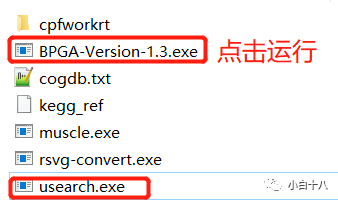 cpfworkrt
BPGA-Version-1.3.exe 点击运行
cogdb.txt
kegg_ref
muscle.exe
rsvg-convert.exe
usearch.exe
小白十八